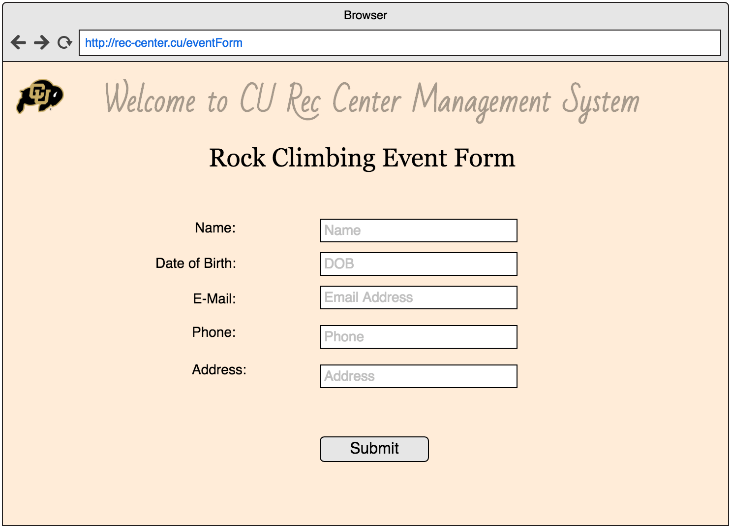 Browser
http://rec-center.cu/eventForm
CU
Welcome to CU Rec Center Management System
Rock Climbing Event Form
Name: Name
Date of Birth: DOB
E-Mail: Email Address
Phone: Phone
Address: Address
Submit